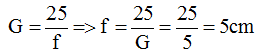 G = 25/f => f = 25/G = 25/5 = 5cm